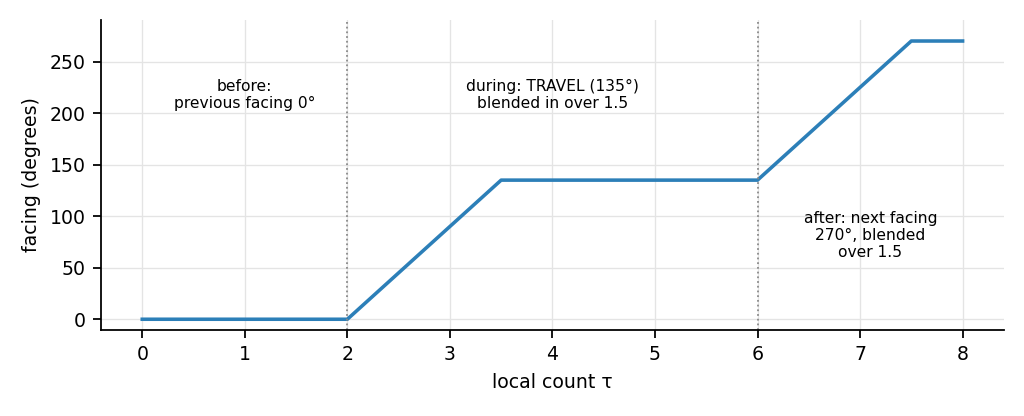 250
200
150
100
50
0
facing (degrees)
before:
previous facing 0°
during: TRAVEL (135°)
blended in over 1.5
after: next facing
270°, blended
over 1.5
0 1 2 3 4 5 6 7 8
local count τ